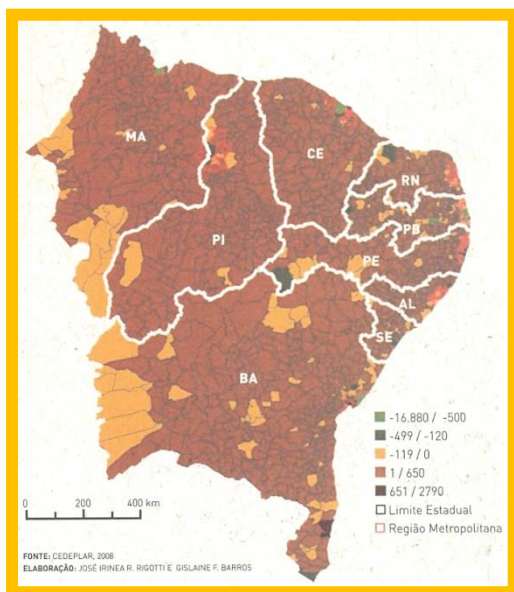 MA
CE
RN
PB
PI
PE
AL
SE
BA
-16.880 / -500
-499 / -120
-119 / 0
1 / 650
651 / 2790
Limite Estadual
Região Metropolitana
0 200 400 km
FONTE: CEDEPLAR, 2008
ELABORAÇÃO: JOSÉ IRINEA R. RIGOTTI E GISLAINE F. BARROS